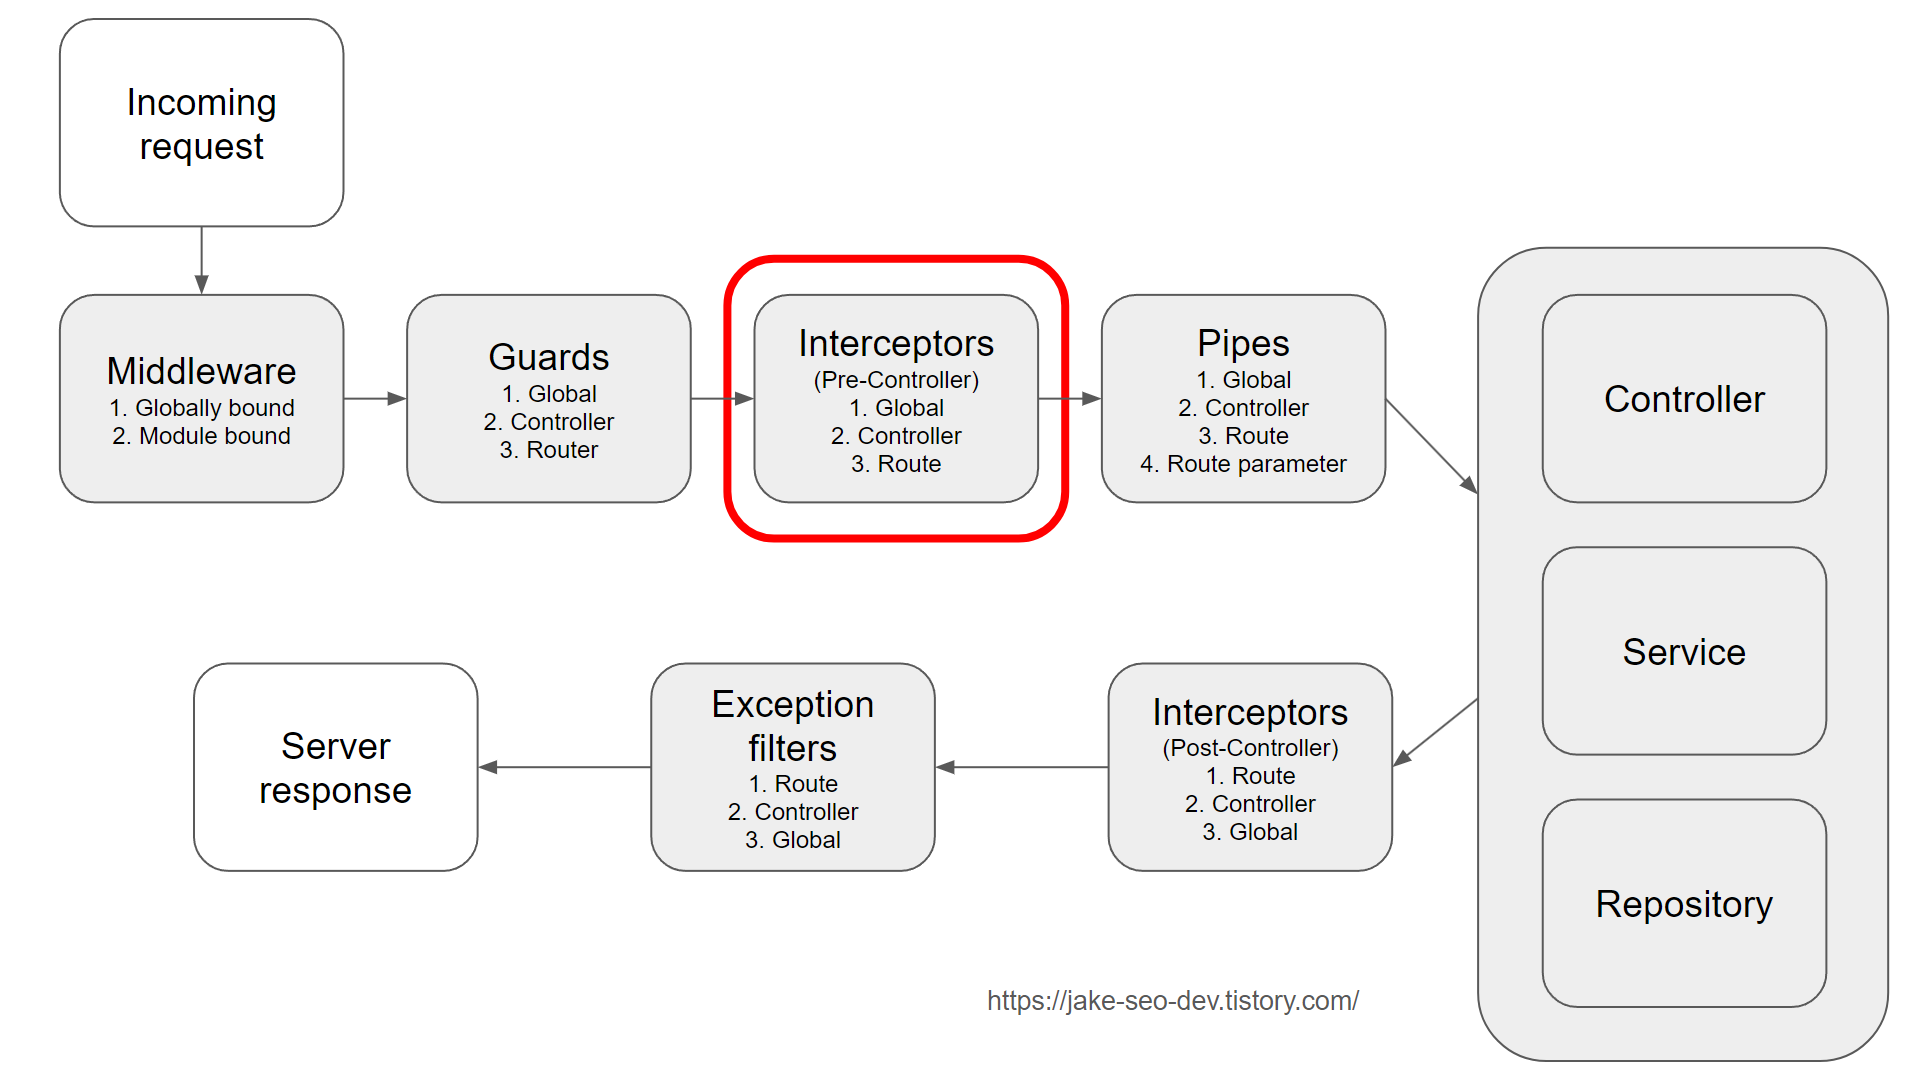 Incoming
request
Middleware
1. Globally bound
2. Module bound
Guards
1. Global
2. Controller
3. Router
Interceptors
(Pre-Controller)
1. Global
2. Controller
3. Route
Pipes
1. Global
2. Controller
3. Route
4. Route parameter
Controller
Service
Repository
Interceptors
(Post-Controller)
1. Route
2. Controller
3. Global
Exception
filters
1. Route
2. Controller
3. Global
Server
response
https://jake-seo-dev.tistory.com/